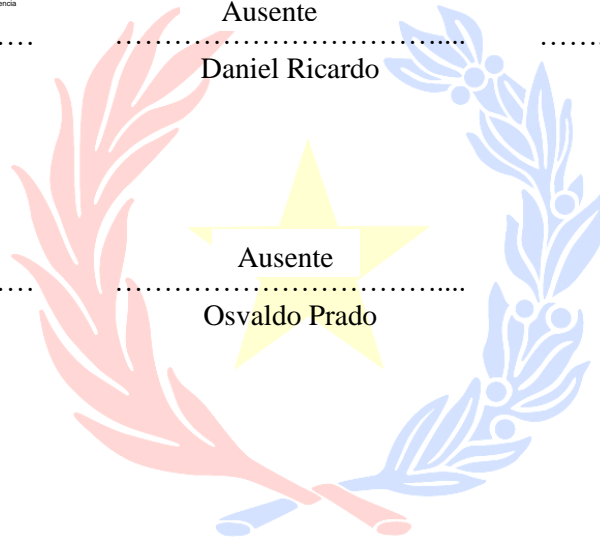 Ausente
……………………………....
Daniel Ricardo
Ausente
……………………………....
Osvaldo Prado